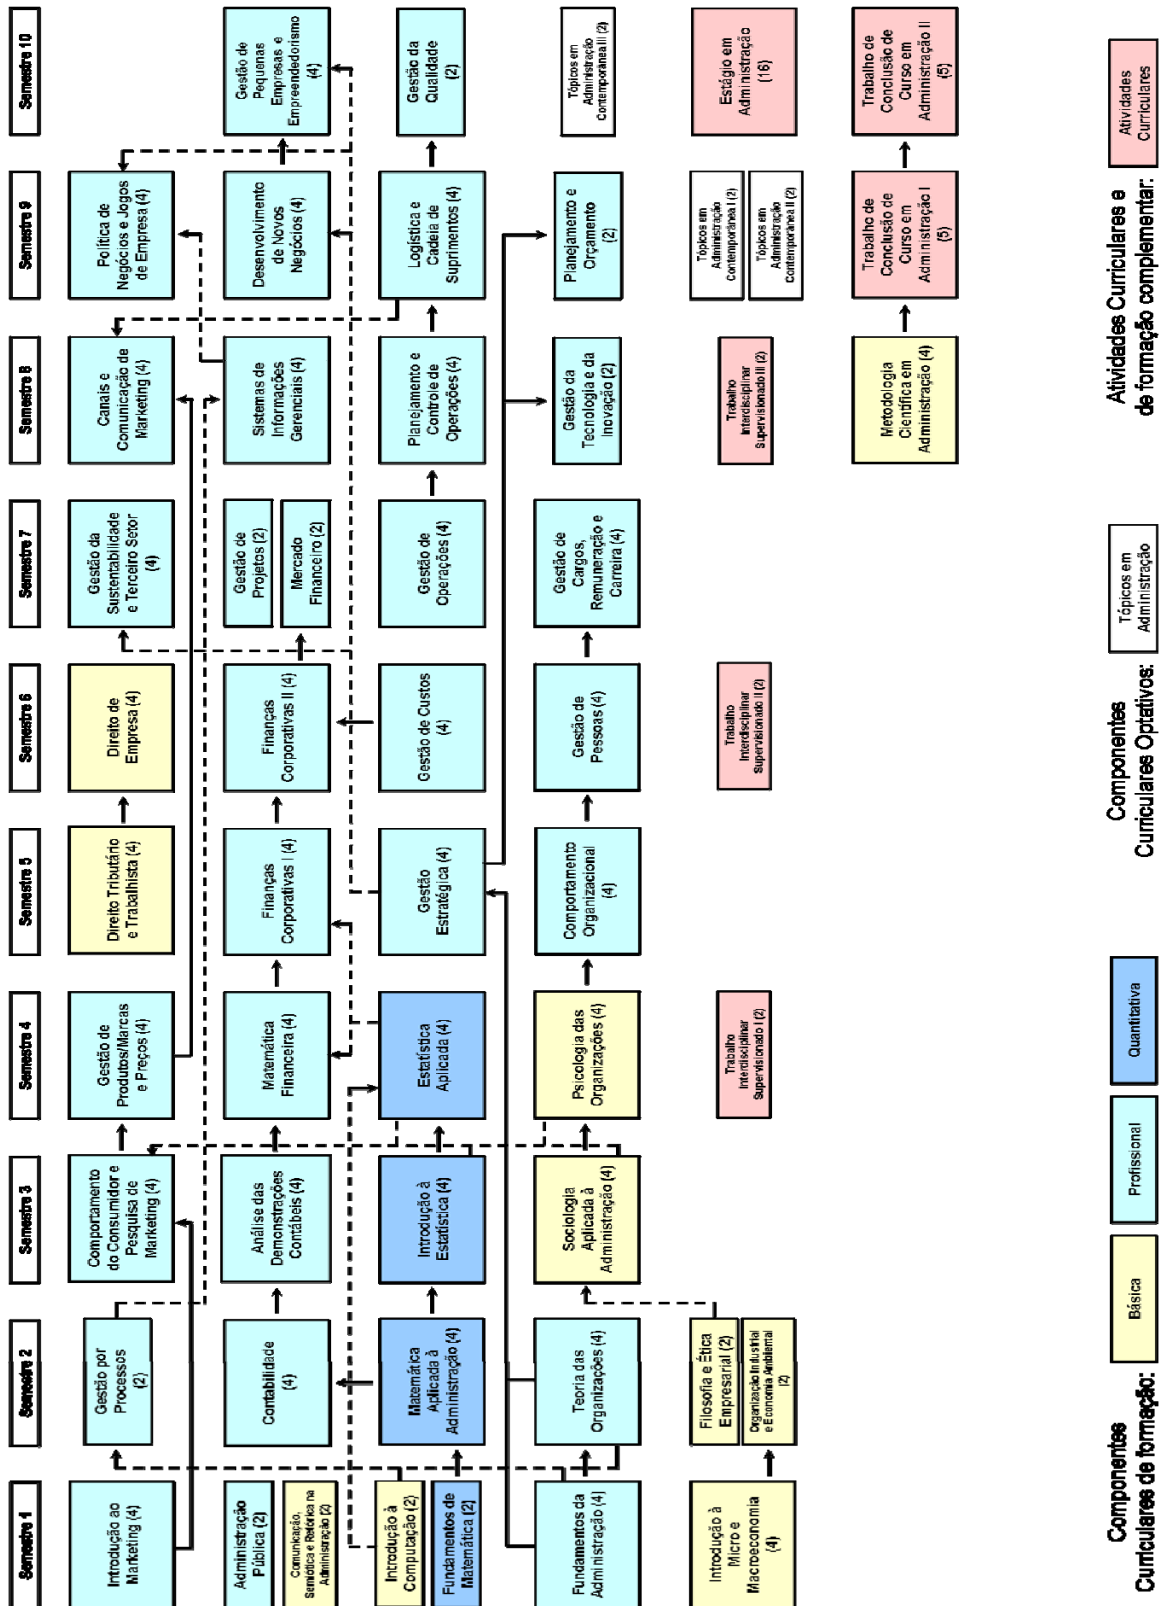 Semestre 1
Introdução ao
Marketing (4)
Administração
Pública (2)
Comunicação,
Semiótica e Retórica na
Administração (2)
Introdução à
Computação (2)
Fundamentos de
Matemática (2)
Fundamentos da
Administração (4)
Introdução à
Micro e
Macroeconomia
(4)
Semestre 2
Gestão por
Processos
(2)
Contabilidade
(4)
Matemática
Aplicada à
Administração (4)
Teoria das
Organizações (4)
Filosofia e Ética
Empresarial (2)
Organização Industrial
e Economia Ambiental
(2)
Semestre 3
Comportamento
do Consumidor e
Pesquisa de
Marketing (4)
Análise das
Demonstrações
Contábeis (4)
Introdução à
Estatística (4)
Sociologia
Aplicada à
Administração (4)
Semestre 4
Gestão de
Produtos/Marcas
e Preços (4)
Matemática
Financeira (4)
Estatística
Aplicada (4)
Psicologia das
Organizações (4)
Trabalho
Interdisciplinar
Supervisionado I (2)
Semestre 5
Direito Tributário
e Trabalhista (4)
Finanças
Corporativas I (4)
Gestão
Estratégica (4)
Comportamento
Organizacional
(4)
Semestre 6
Direito de
Empresa (4)
Finanças
Corporativas II (4)
Gestão de Custos
(4)
Gestão de
Pessoas (4)
Trabalho
Interdisciplinar
Supervisionado II (2)
Semestre 7
Gestão da
Sustentabilidade
e Terceiro Setor
(4)
Gestão de
Projetos (2)
Mercado
Financeiro (2)
Gestão de
Operações (4)
Gestão de
Cargos,
Remuneração e
Carreira (4)
Semestre 8
Canais e
Comunicação de
Marketing (4)
Sistemas de
Informações
Gerenciais (4)
Planejamento e
Controle de
Operações (4)
Gestão da
Tecnologia e da
Inovação (2)
Trabalho
Interdisciplinar
Supervisionado III (2)
Metodologia
Científica em
Administração (4)
Semestre 9
Política de
Negócios e Jogos
de Empresa (4)
Desenvolvimento
de Novos
Negócios (4)
Logística e
Cadeia de
Suprimentos (4)
Planejamento e
Orçamento
(2)
Tópicos em
Administração
Contemporânea I (2)
Tópicos em
Administração
Contemporânea II (2)
Trabalho de
Conclusão de
Curso em
Administração I
(5)
Semestre 10
Gestão de
Pequenas
Empresas e
Empreendedorismo
(4)
Gestão da
Qualidade
(2)
Tópicos em
Administração
Contemporânea III (2)
Estágio em
Administração
(16)
Trabalho de
Conclusão de
Curso em
Administração II
(5)
Componentes
Curriculares de formação:
Básica
Profissional
Quantitativa
Componentes
Curriculares Optativos:
Tópicos em
Administração
Atividades Curriculares e
de formação complementar:
Atividades
Curriculares